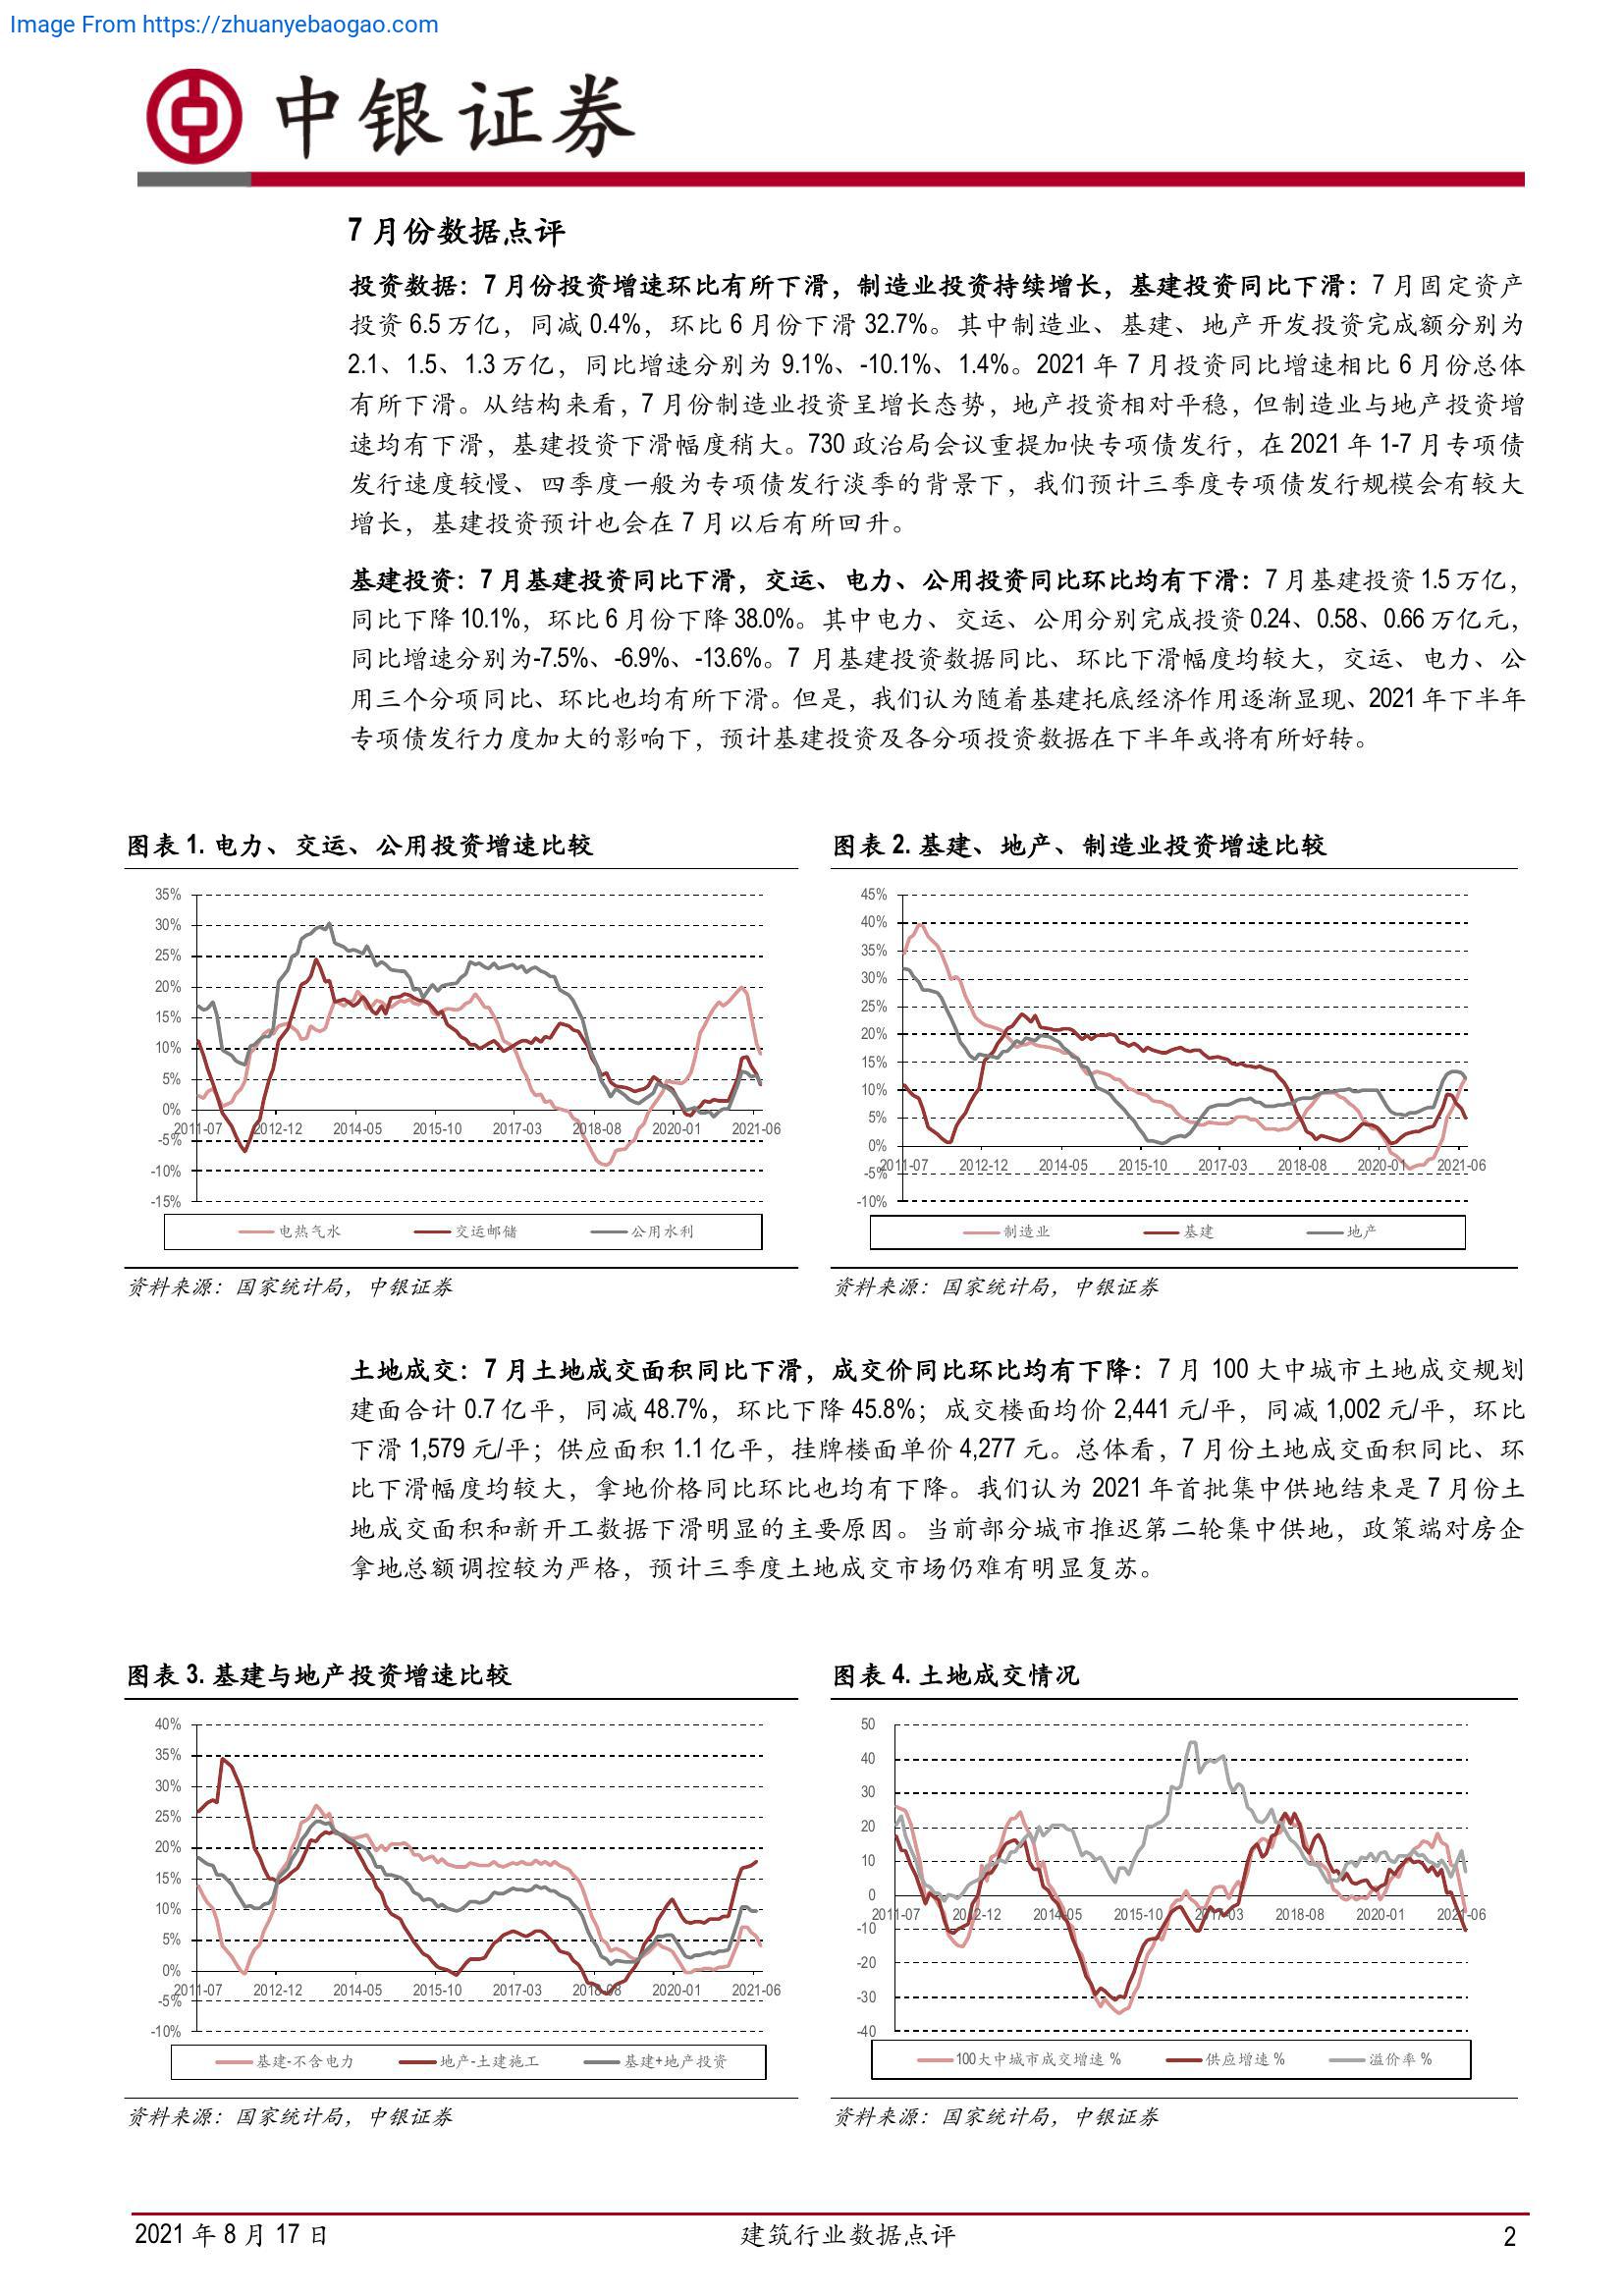 Image From https://zhuanyebaogao.com
中银证券
7 月份数据点评
投资数据：7 月份投资增速环比有所下滑，制造业投资持续增长，基建投资同比下滑：7 月固定资产
投资 6.5 万亿，同减 0.4%，环比 6 月份下滑 32.7%。其中制造业、基建、地产开发投资完成额分别为
2.1、1.5、1.3 万亿，同比增速分别为 9.1%、-10.1%、1.4%。2021 年 7 月投资同比增速相比 6 月份总体
有所下滑。从结构来看，7 月份制造业投资呈增长态势，地产投资相对平稳，但制造业与地产投资增
速均有下滑，基建投资下滑幅度稍大。730 政治局会议重提加快专项债发行，在 2021 年 1-7 月专项债
发行速度较慢、四季度一般为专项债发行淡季的背景下，我们预计三季度专项债发行规模会有较大
增长，基建投资预计也会在 7 月以后有所回升。
基建投资：7 月基建投资同比下滑，交运、电力、公用投资同比环比均有下滑：7 月基建投资 1.5 万亿，
同比下降 10.1%，环比 6 月份下降 38.0%。其中电力、交运、公用分别完成投资 0.24、0.58、0.66 万亿元，
同比增速分别为-7.5%、-6.9%、-13.6%。7 月基建投资数据同比、环比下滑幅度均较大，交运、电力、公
用三个分项同比、环比也均有所下滑。但是，我们认为随着基建托底经济作用逐渐显现、2021 年下半年
专项债发行力度加大的影响下，预计基建投资及各分项投资数据在下半年或将有所好转。
图表 1. 电力、交运、公用投资增速比较
35%
30%
25%
20%
15%
10%
5%
0%
-5%
-10%
-15%
2011-07 2012-12 2014-05 2015-10 2017-03 2018-08 2020-01 2021-06
电热气水 交运邮储 公用水利
资料来源：国家统计局，中银证券
图表 2. 基建、地产、制造业投资增速比较
45%
40%
35%
30%
25%
20%
15%
10%
5%
0%
-5%
-10%
2011-07 2012-12 2014-05 2015-10 2017-03 2018-08 2020-01 2021-06
制造业 基建 地产
资料来源：国家统计局，中银证券
土地成交：7 月土地成交面积同比下滑，成交价同比环比均有下降：7 月 100 大中城市土地成交规划
建面合计 0.7 亿平，同减 48.7%，环比下降 45.8%；成交楼面均价 2,441 元/平，同减 1,002 元/平，环比
下滑 1,579 元/平；供应面积 1.1 亿平，挂牌楼面单价 4,277 元。总体看，7 月份土地成交面积同比、环
比下滑幅度均较大，拿地价格同比环比也均有下降。我们认为 2021 年首批集中供地结束是 7 月份土
地成交面积和新开工数据下滑明显的主要原因。当前部分城市推迟第二轮集中供地，政策端对房企
拿地总额调控较为严格，预计三季度土地成交市场仍难有明显复苏。
图表 3. 基建与地产投资增速比较
40%
35%
30%
25%
20%
15%
10%
5%
0%
-5%
-10%
2011-07 2012-12 2014-05 2015-10 2017-03 2018-08 2020-01 2021-06
基建-不含电力 地产-土建施工 基建+地产投资
资料来源：国家统计局，中银证券
图表 4. 土地成交情况
50
40
30
20
10
0
-10
-20
-30
-40
2011-07 2012-12 2014-05 2015-10 2017-03 2018-08 2020-01 2021-06
100大中城市成交增速 % 供应增速 % 溢价率 %
资料来源：国家统计局，中银证券
2021 年 8 月 17 日 建筑行业数据点评 2